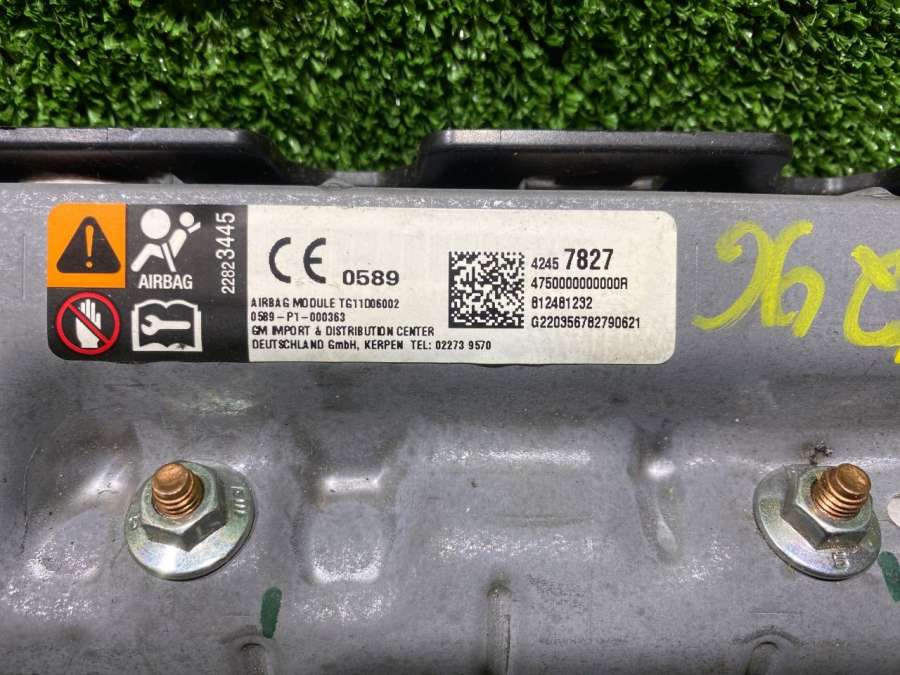 AIRBAG
22823445
CE 0589
AIRBAG MODULE TG11D06002
0589-P1-000363
GM IMPORT & DISTRIBUTION CENTER
DEUTSCHLAND GmbH, KERPEN TEL: 02273 9570
4245 7827
4750000000000R
812481232
G220356782790621